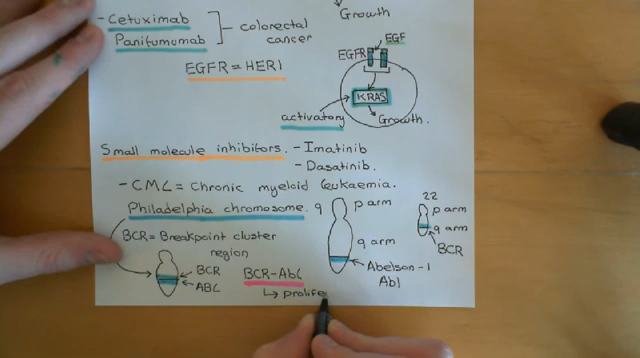 Growth
- Cetuximab
Panitumumab
colorectal
cancer
EGFR = HER1
EGF
EGFR
KRAS
activatory
Growth.
Small molecule inhibitors. - Imatinib
- Dasatinib.
- CML = Chronic myeloid leukaemia.
Philadelphia chromosome.
9
p arm
q arm
Abelson-1
Abl
22
p arm
q arm
BCR
BCR = Breakpoint cluster
region
BCR
ABL
BCR-Abl
↳ prolife